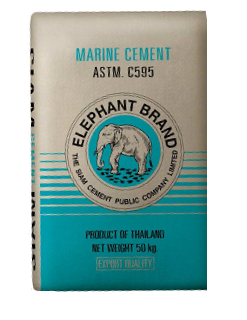 MARINE CEMENT
ASTM. C595
ELEPHANT BRAND
THE SIAM CEMENT PUBLIC COMPANY LIMITED
PRODUCT OF THAILAND
NET WEIGHT 50 kg
EXPORT QUALITY